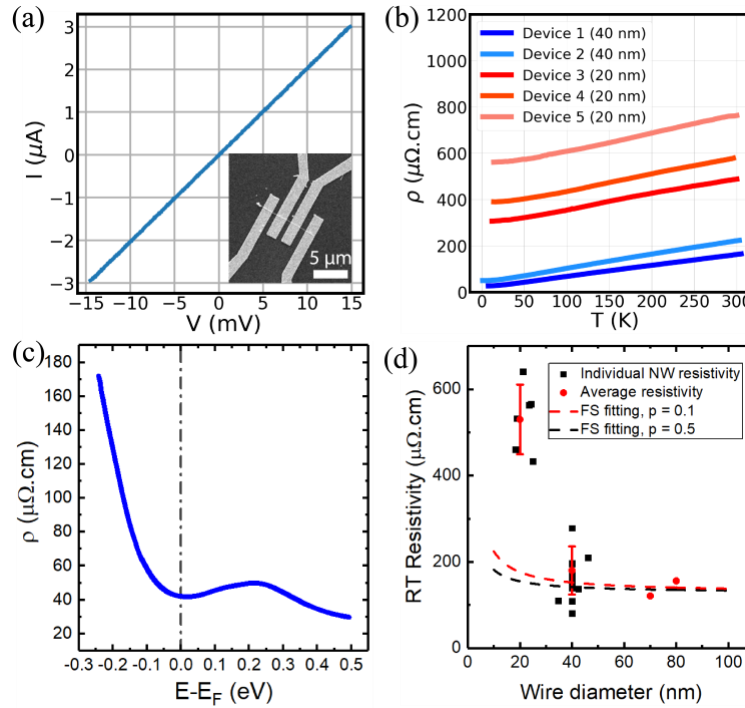 (a)
I (μA)
3
2
1
0
−1
−2
−3
−15 −10 −5 0 5 10 15
V (mV)
5 μm
(b)
ρ (μΩ.cm)
1200
1000
800
600
400
200
0
Device 1 (40 nm)
Device 2 (40 nm)
Device 3 (20 nm)
Device 4 (20 nm)
Device 5 (20 nm)
0 50 100 150 200 250 300
T (K)
(c)
ρ (μΩ.cm)
180
160
140
120
100
80
60
40
20
-0.3 -0.2 -0.1 0.0 0.1 0.2 0.3 0.4 0.5
E-E_F (eV)
(d)
RT Resistivity (μΩ.cm)
600
400
200
0
Individual NW resistivity
Average resistivity
FS fitting, p = 0.1
FS fitting, p = 0.5
0 20 40 60 80 100
Wire diameter (nm)